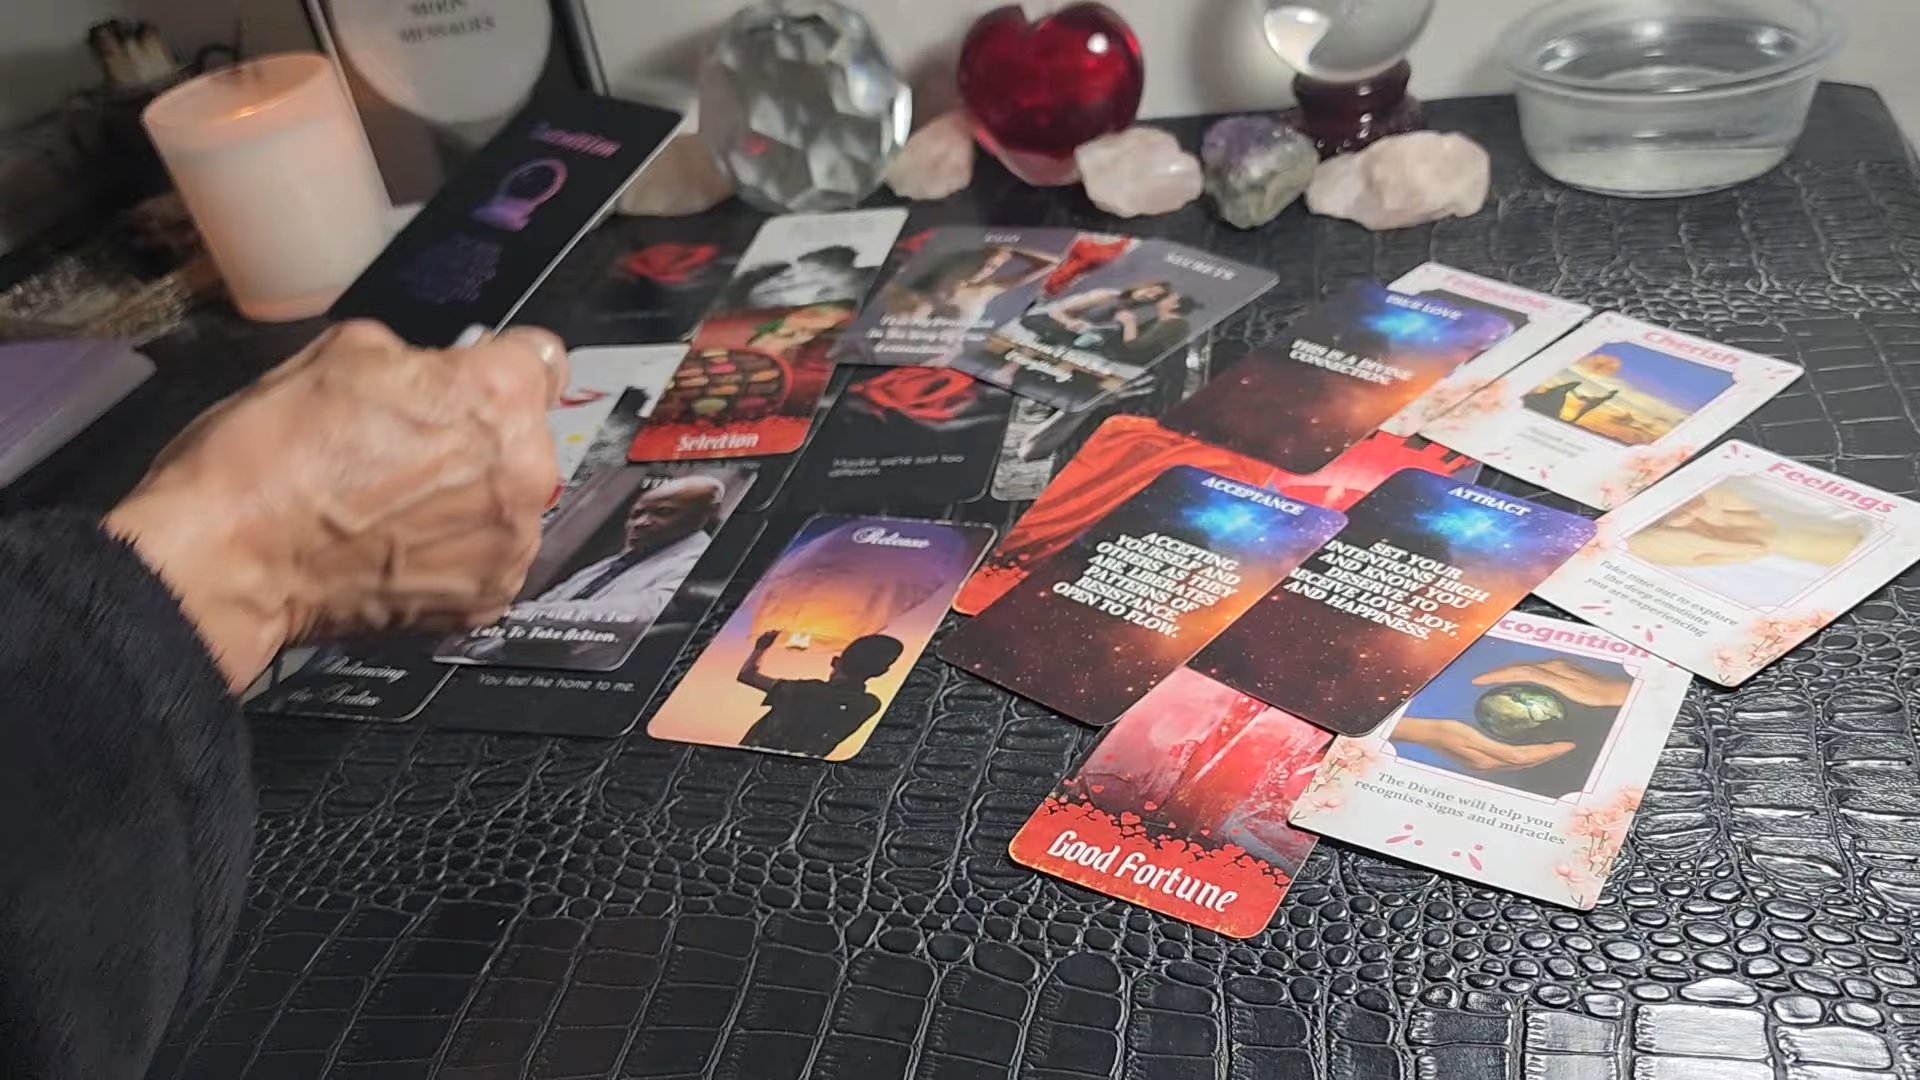 MOON
MESSAGES
Selection
EGO
SECRETS
TRUE LOVE
THIS IS A DIVINE
CONNECTION.
Cherish
Feelings
Take time out to explore
the deep emotions
you are experiencing
Maybe we're just too
different.
Late To Take Action.
You feel like home to me.
Balancing
Release
ACCEPTANCE
ACCEPTING
YOURSELF AND
OTHERS AS THEY
ARE LIBERATES
PATTERNS OF
RESISTANCE.
OPEN TO FLOW.
ATTRACT
SET YOUR
INTENTIONS HIGH
AND KNOW YOU
DESERVE TO
RECEIVE LOVE, JOY,
AND HAPPINESS.
cognition
The Divine will help you
recognise signs and miracles
Good Fortune